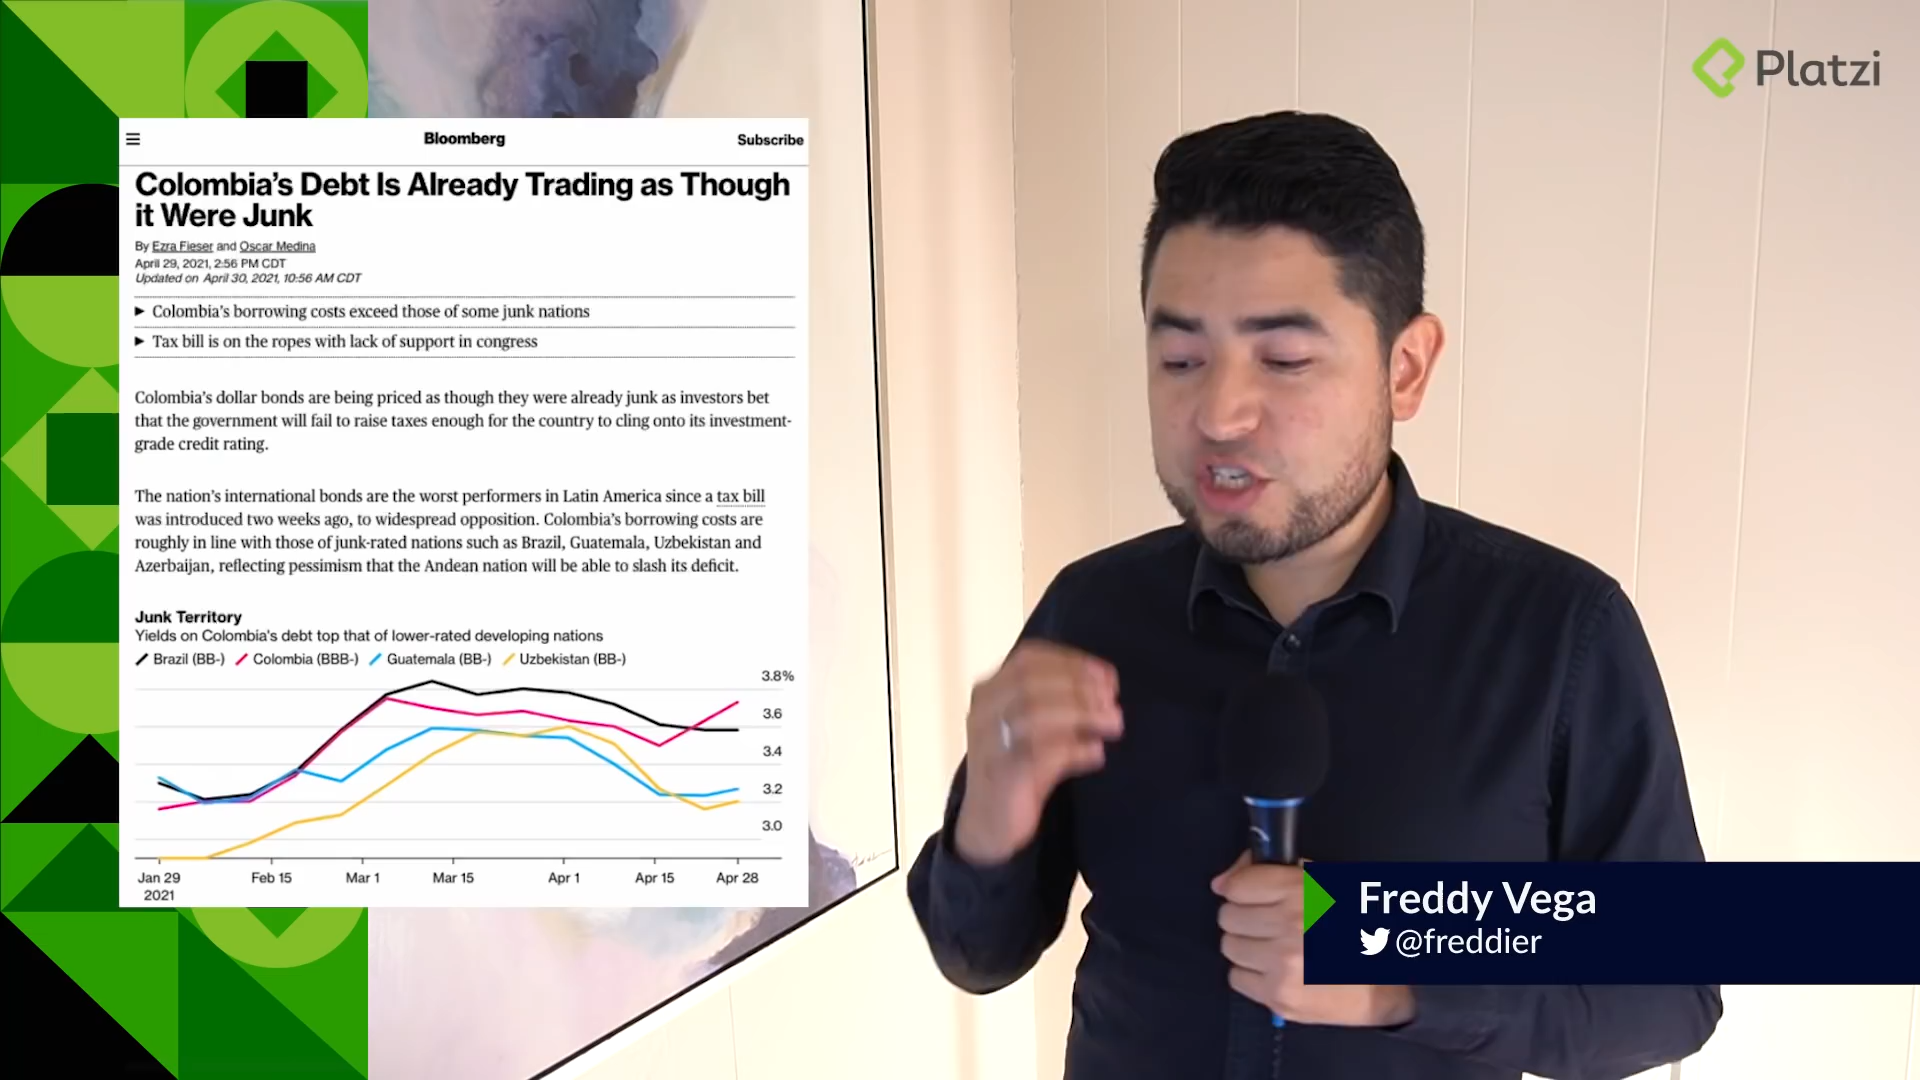 Platzi
Bloomberg
Subscribe
Colombia's Debt Is Already Trading as Though
it Were Junk
By Ezra Fieser and Oscar Medina
April 29, 2021, 2:56 PM CDT
Updated on April 30, 2021, 10:56 AM CDT
► Colombia's borrowing costs exceed those of some junk nations
► Tax bill is on the ropes with lack of support in congress
Colombia's dollar bonds are being priced as though they were already junk as investors bet
that the government will fail to raise taxes enough for the country to cling onto its investment-
grade credit rating.
The nation's international bonds are the worst performers in Latin America since a tax bill
was introduced two weeks ago, to widespread opposition. Colombia's borrowing costs are
roughly in line with those of junk-rated nations such as Brazil, Guatemala, Uzbekistan and
Azerbaijan, reflecting pessimism that the Andean nation will be able to slash its deficit.
Junk Territory
Yields on Colombia's debt top that of lower-rated developing nations
Brazil (BB-) Colombia (BBB-) Guatemala (BB-) Uzbekistan (BB-)
3.8%
3.6
3.4
3.2
3.0
Jan 29 Feb 15 Mar 1 Mar 15 Apr 1 Apr 15 Apr 28
2021
Freddy Vega
@freddier